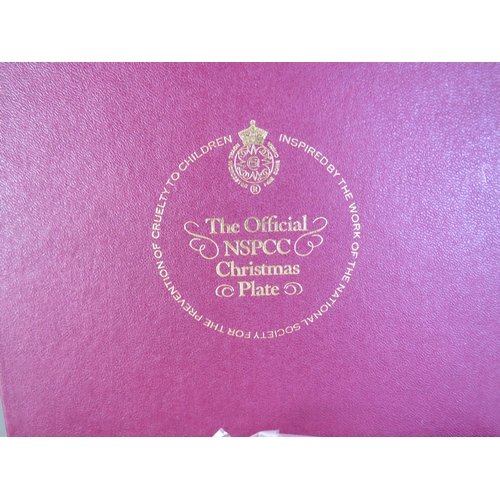 INSPIRED BY THE WORK OF THE NATIONAL SOCIETY FOR THE PREVENTION OF CRUELTY TO CHILDREN
The Official
NSPCC
Christmas
Plate